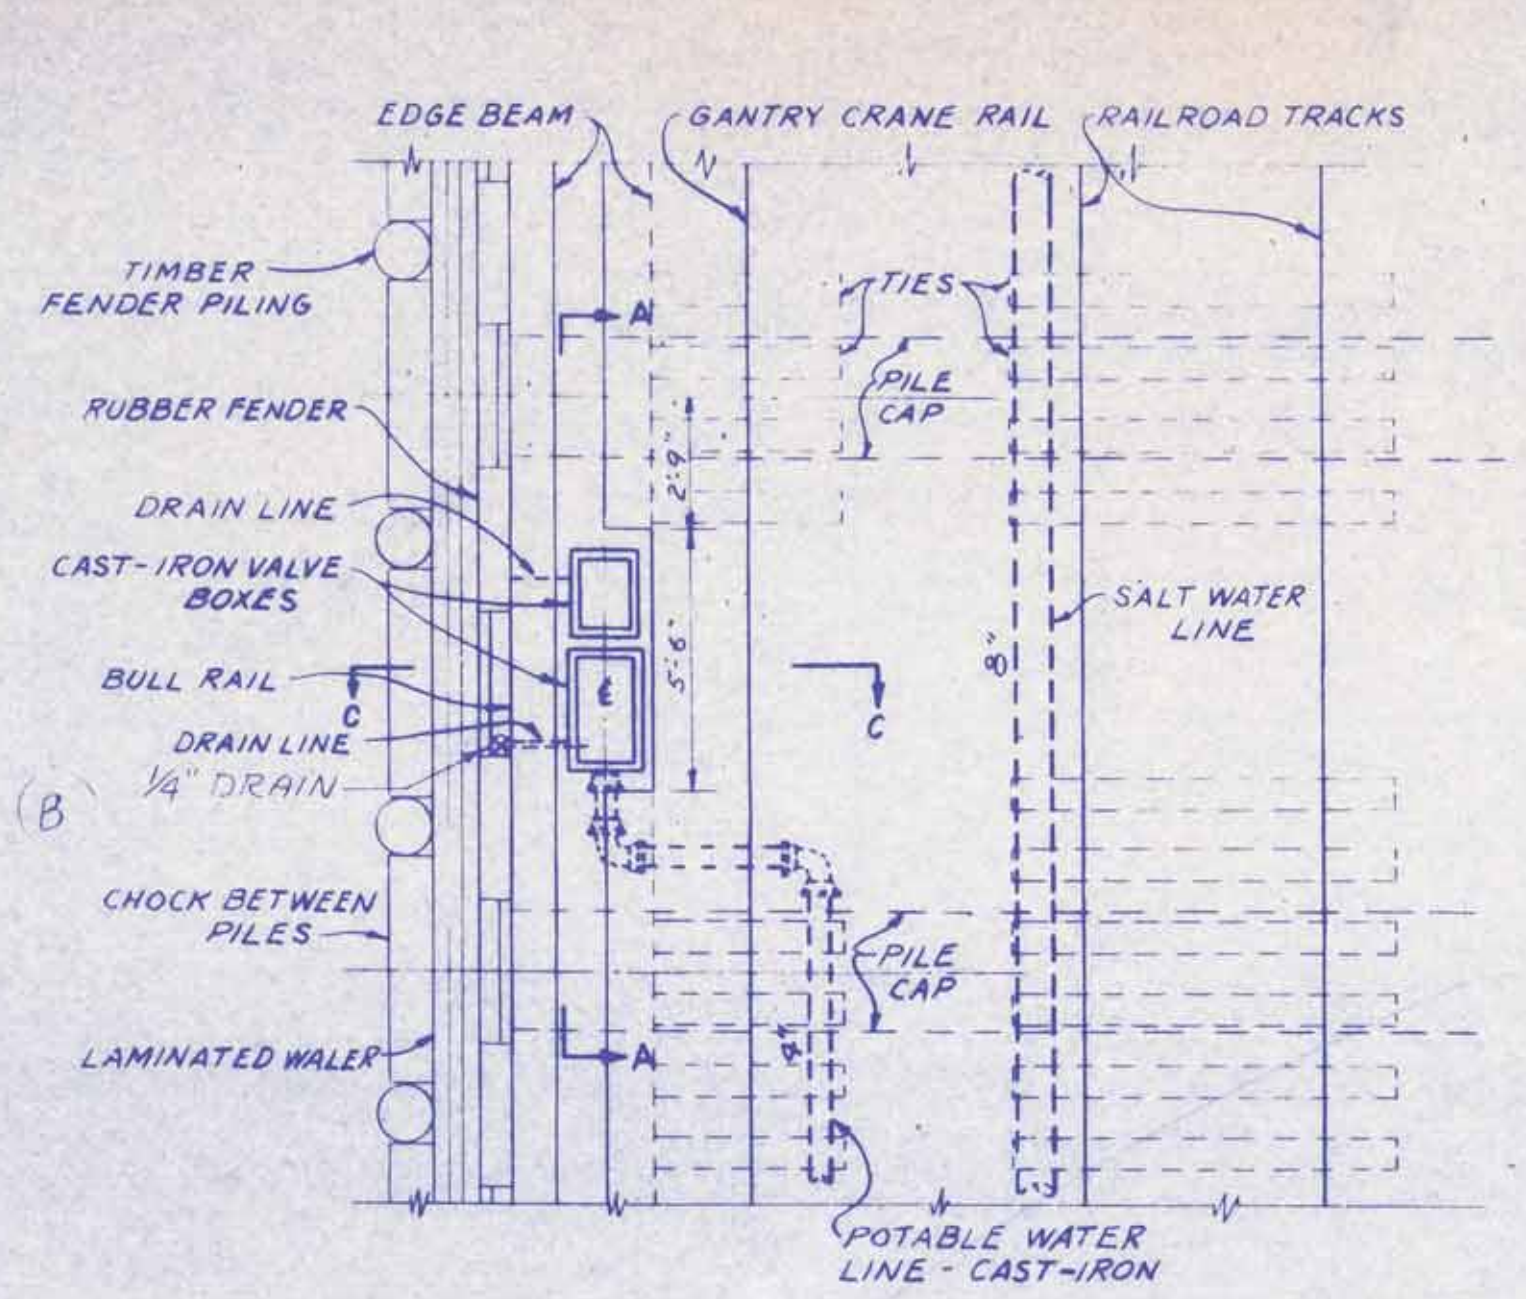 EDGE BEAM
GANTRY CRANE RAIL
RAILROAD TRACKS
TIMBER
FENDER PILING
A
TIES
PILE
CAP
RUBBER FENDER
2'-9"
DRAIN LINE
CAST-IRON VALVE
BOXES
SALT WATER
LINE
5'-6"
8"
BULL RAIL
C
C
DRAIN LINE
1/4" DRAIN
(B)
CHOCK BETWEEN
PILES
PILE
CAP
LAMINATED WALER
A
POTABLE WATER
LINE - CAST-IRON